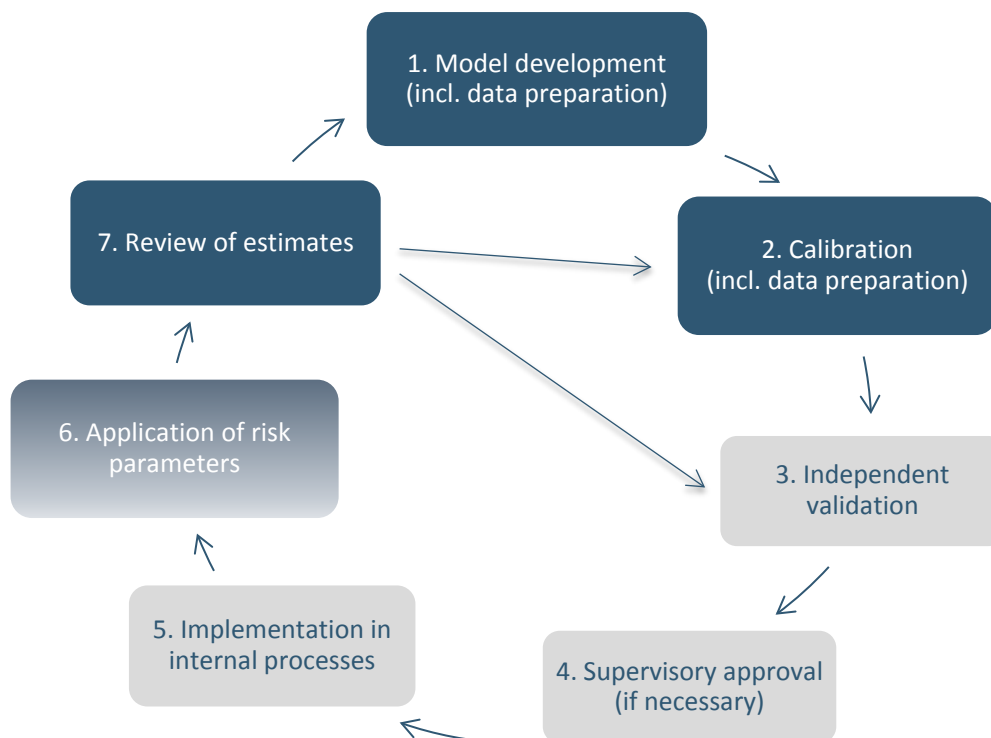 1. Model development
(incl. data preparation)
7. Review of estimates
2. Calibration
(incl. data preparation)
6. Application of risk
parameters
3. Independent
validation
5. Implementation in
internal processes
4. Supervisory approval
(if necessary)